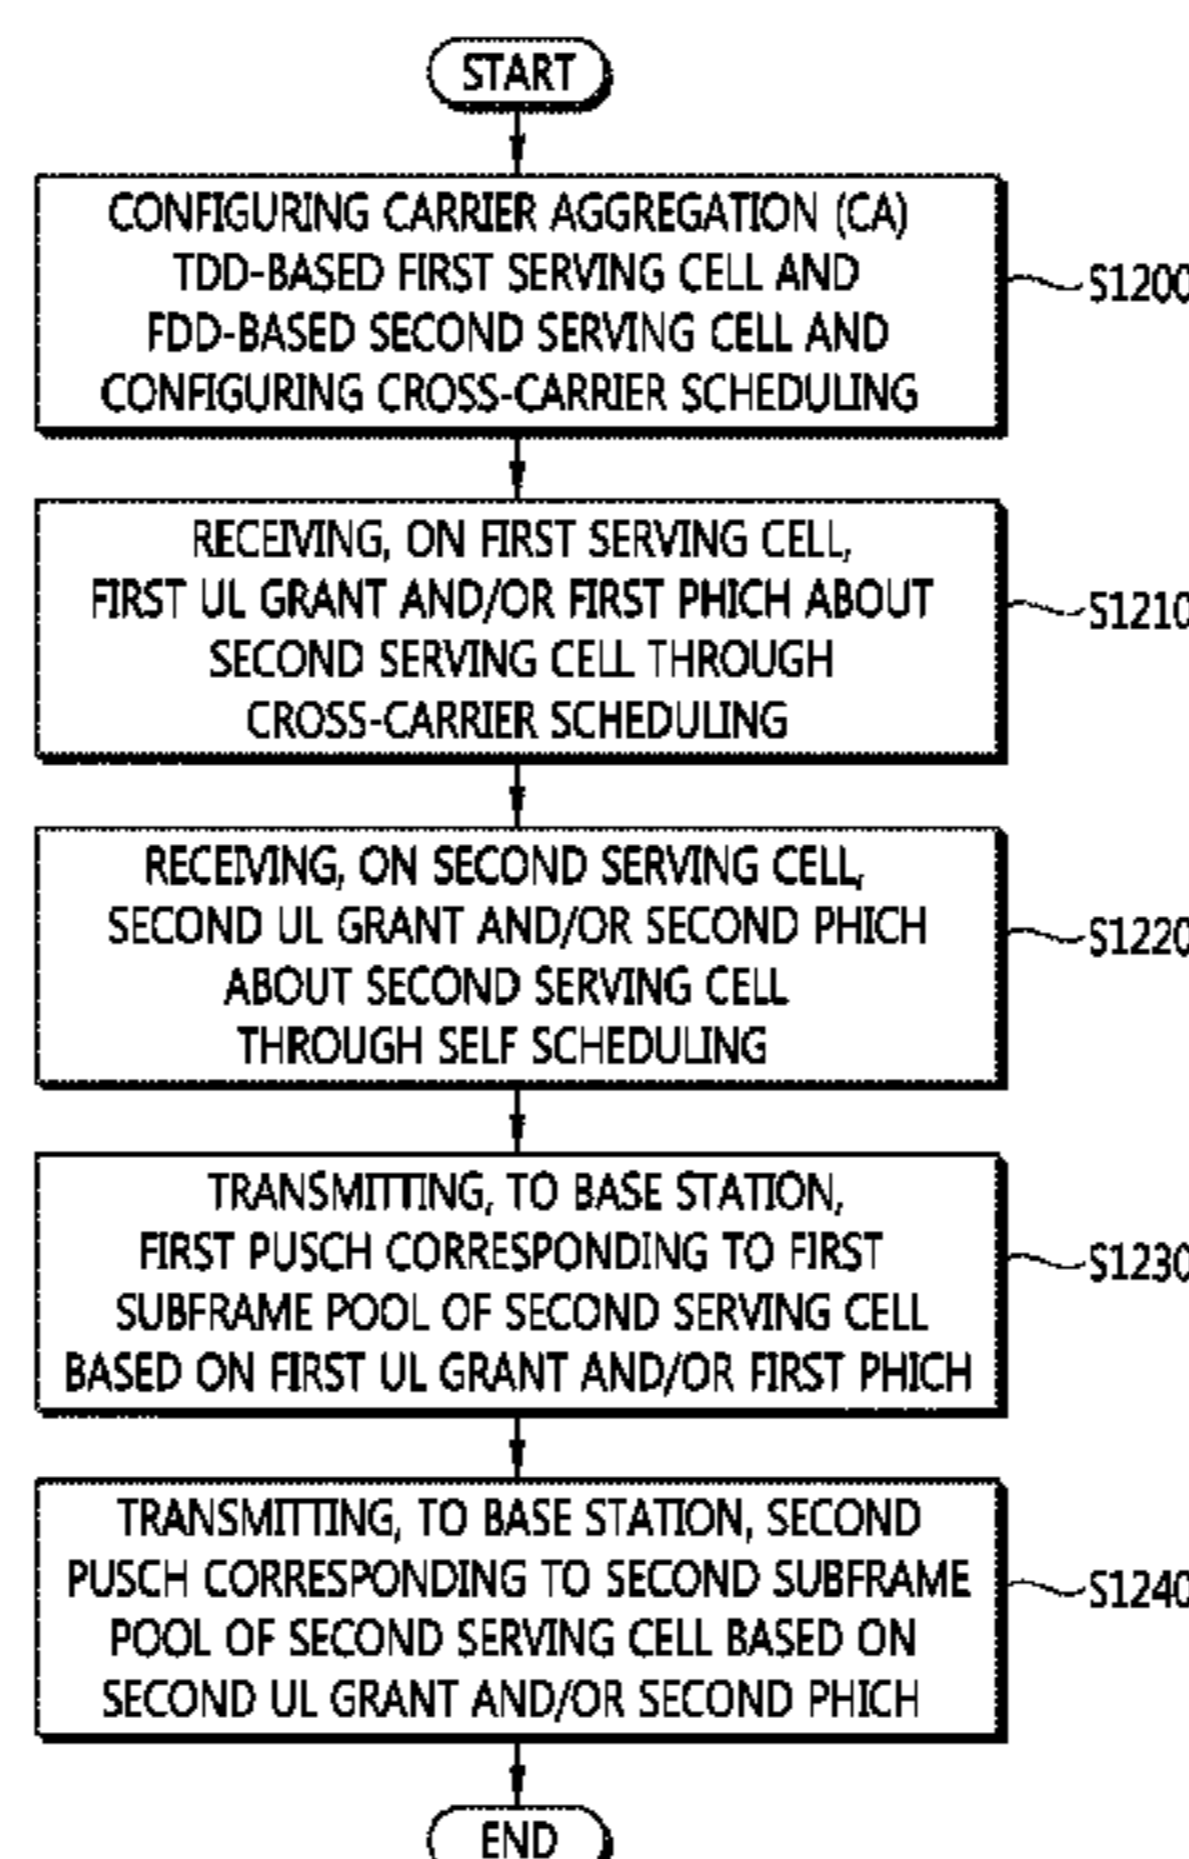 START
CONFIGURING CARRIER AGGREGATION (CA)
TDD-BASED FIRST SERVING CELL AND
FDD-BASED SECOND SERVING CELL AND
CONFIGURING CROSS-CARRIER SCHEDULING
S1200
RECEIVING, ON FIRST SERVING CELL,
FIRST UL GRANT AND/OR FIRST PHICH ABOUT
SECOND SERVING CELL THROUGH
CROSS-CARRIER SCHEDULING
S1210
RECEIVING, ON SECOND SERVING CELL,
SECOND UL GRANT AND/OR SECOND PHICH
ABOUT SECOND SERVING CELL
THROUGH SELF SCHEDULING
S1220
TRANSMITTING, TO BASE STATION,
FIRST PUSCH CORRESPONDING TO FIRST
SUBFRAME POOL OF SECOND SERVING CELL
BASED ON FIRST UL GRANT AND/OR FIRST PHICH
S1230
TRANSMITTING, TO BASE STATION, SECOND
PUSCH CORRESPONDING TO SECOND SUBFRAME
POOL OF SECOND SERVING CELL BASED ON
SECOND UL GRANT AND/OR SECOND PHICH
S1240
END